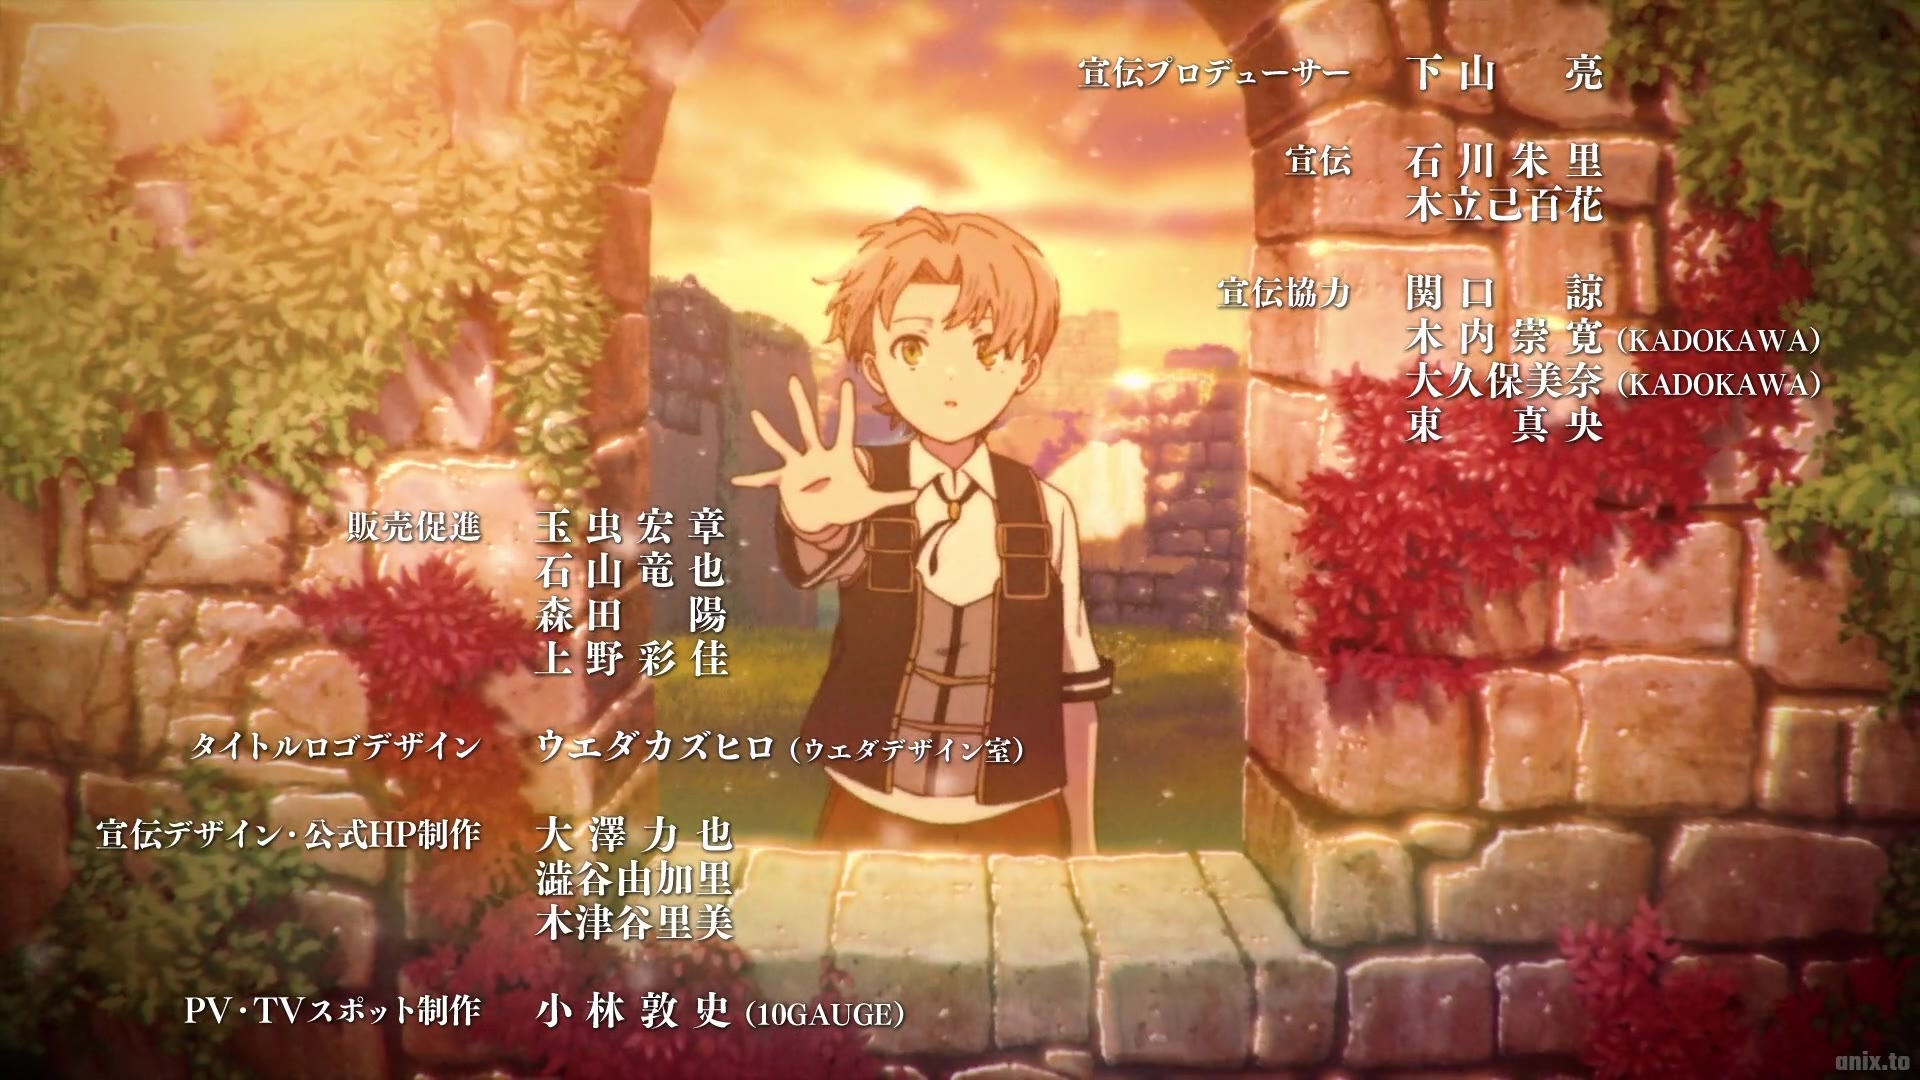 宣伝プロデューサー 下山 亮
宣伝 石川朱里
木立己百花
宣伝協力 関口 諒
木内崇寛(KADOKAWA)
大久保美奈(KADOKAWA)
東 真央
販売促進 玉虫宏章
石山竜也
森田 陽
上野彩佳
タイトルロゴデザイン ウエダカズヒロ(ウエダデザイン室)
宣伝デザイン・公式HP制作 大澤力也
澁谷由加里
木津谷里美
PV・TVスポット制作 小林敦史(10GAUGE)
anix.to